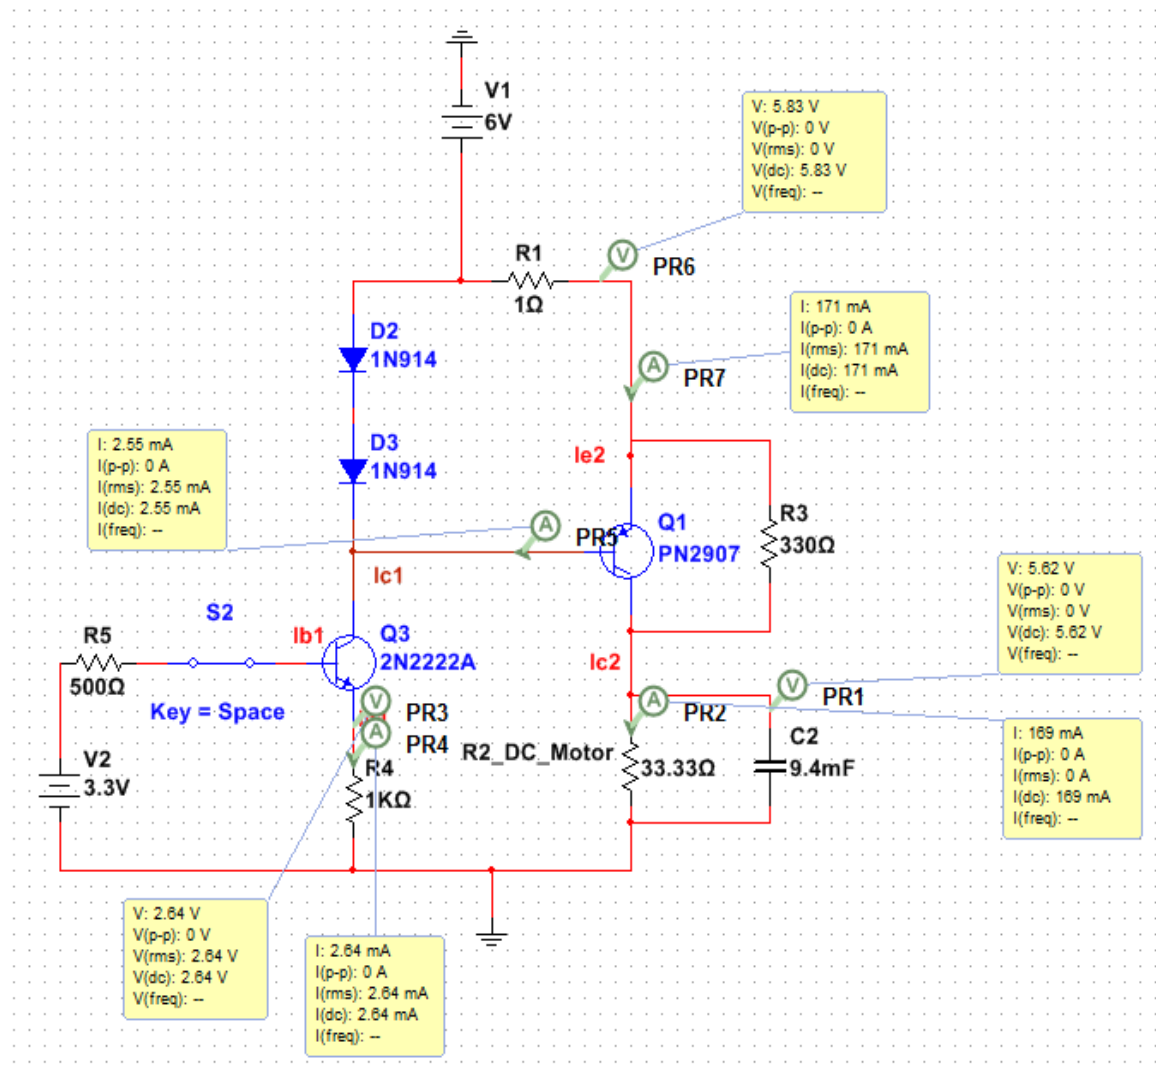 V1
6V
V: 5.83 V
V(p-p): 0 V
V(rms): 0 V
V(dc): 5.83 V
V(freq): --
R1
1Ω
V
PR6
I: 171 mA
I(p-p): 0 A
I(rms): 171 mA
I(dc): 171 mA
I(freq): --
D2
1N914
A
PR7
D3
1N914
I: 2.55 mA
I(p-p): 0 A
I(rms): 2.55 mA
I(dc): 2.55 mA
I(freq): --
Ie2
A
PR5
Q1
PN2907
R3
330Ω
Ic1
V: 5.62 V
V(p-p): 0 V
V(rms): 0 V
V(dc): 5.62 V
V(freq): --
S2
R5
500Ω
Ib1
Q3
2N2222A
Ic2
Key = Space
V
PR3
A
PR4
A
PR2
V
PR1
I: 169 mA
I(p-p): 0 A
I(rms): 0 A
I(dc): 169 mA
I(freq): --
V2
3.3V
R4
1KΩ
R2_DC_Motor
33.33Ω
C2
9.4mF
V: 2.64 V
V(p-p): 0 V
V(rms): 2.64 V
V(dc): 2.64 V
V(freq): --
I: 2.64 mA
I(p-p): 0 A
I(rms): 2.64 mA
I(dc): 2.64 mA
I(freq): --